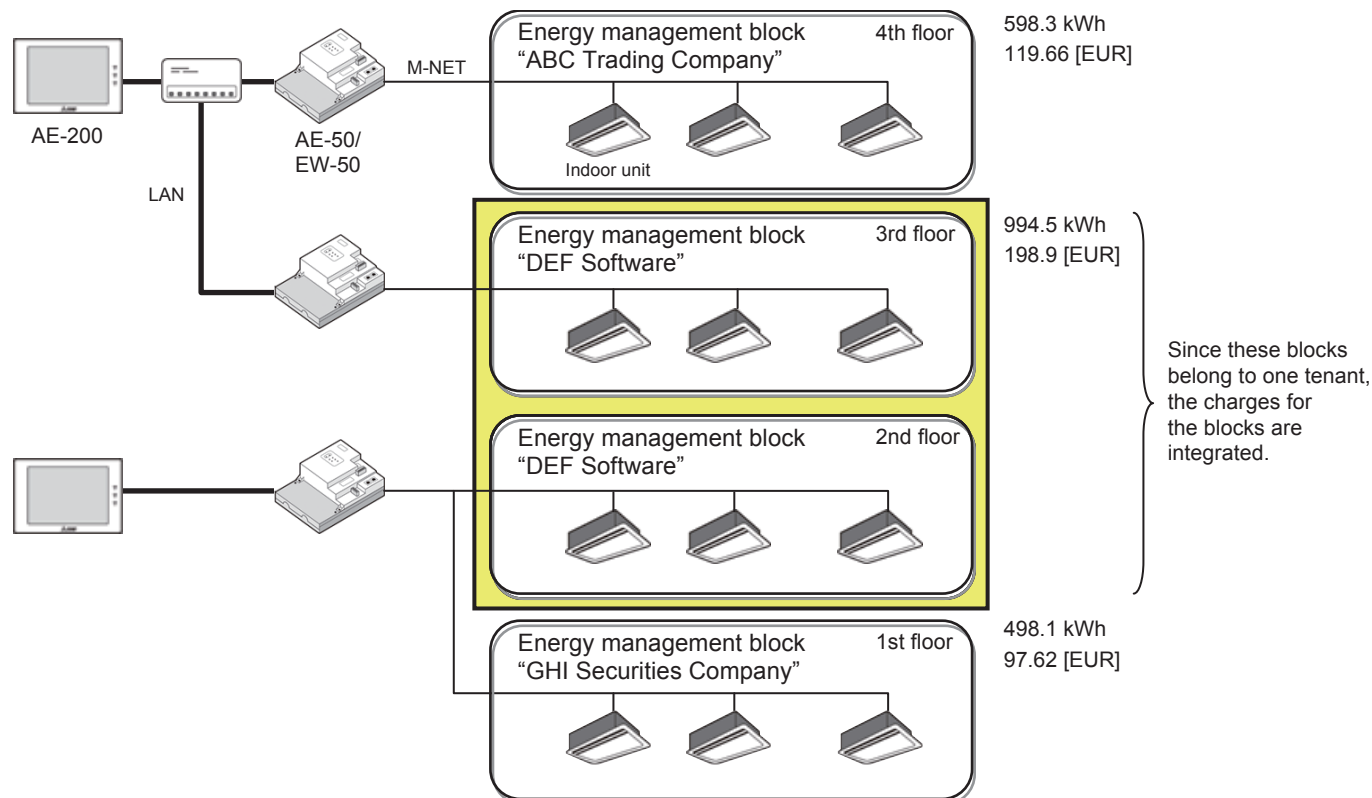 Energy management block
4th floor
“ABC Trading Company”
598.3 kWh
119.66 [EUR]
M-NET
AE-200
AE-50/
EW-50
Indoor unit
LAN
Energy management block
3rd floor
“DEF Software”
994.5 kWh
198.9 [EUR]
Since these blocks
belong to one tenant,
the charges for
the blocks are
integrated.
Energy management block
2nd floor
“DEF Software”
Energy management block
1st floor
“GHI Securities Company”
498.1 kWh
97.62 [EUR]